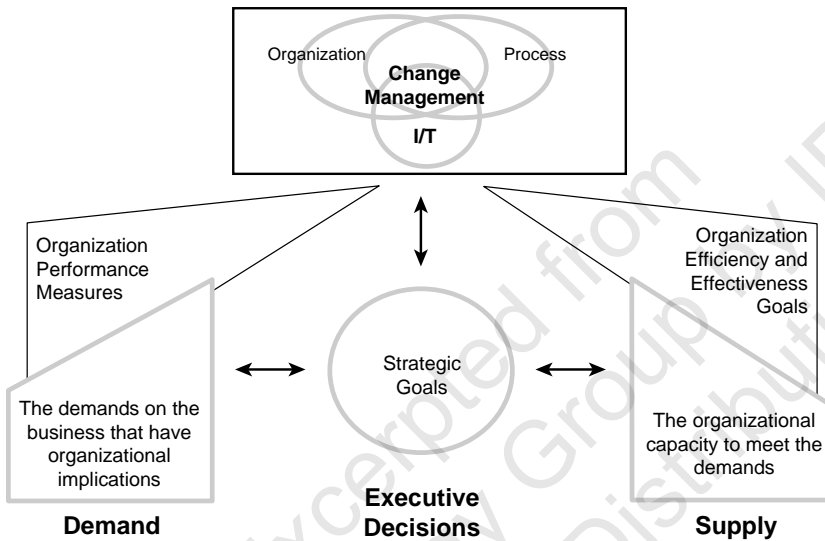 Organization
Process
Change
Management
I/T
Organization
Performance
Measures
Organization
Efficiency and
Effectiveness
Goals
Strategic
Goals
The demands on the
business that have
organizational
implications
The organizational
capacity to meet the
demands
Demand
Executive
Decisions
Supply